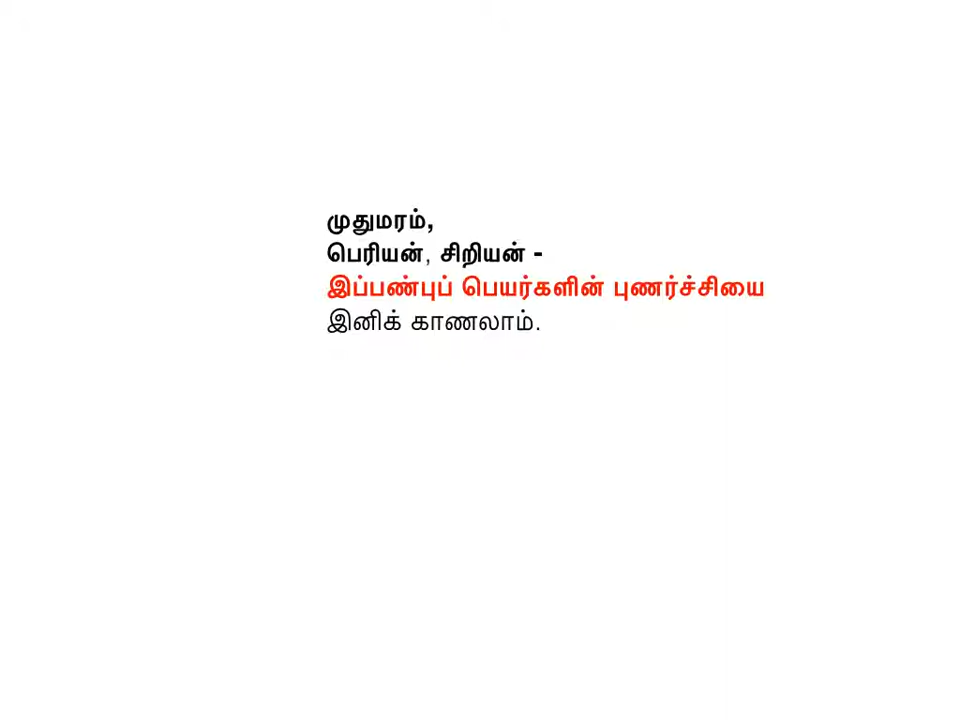 முதுமரம்,
பெரியன், சிறியன் -
இப்பண்புப் பெயர்களின் புணர்ச்சியை
இனிக் காணலாம்.